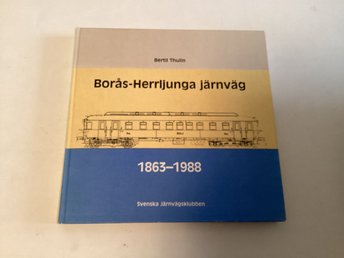 Bertil Thulin
Borås-Herrljunga järnväg
1863–1988
Svenska Järnvägsklubben